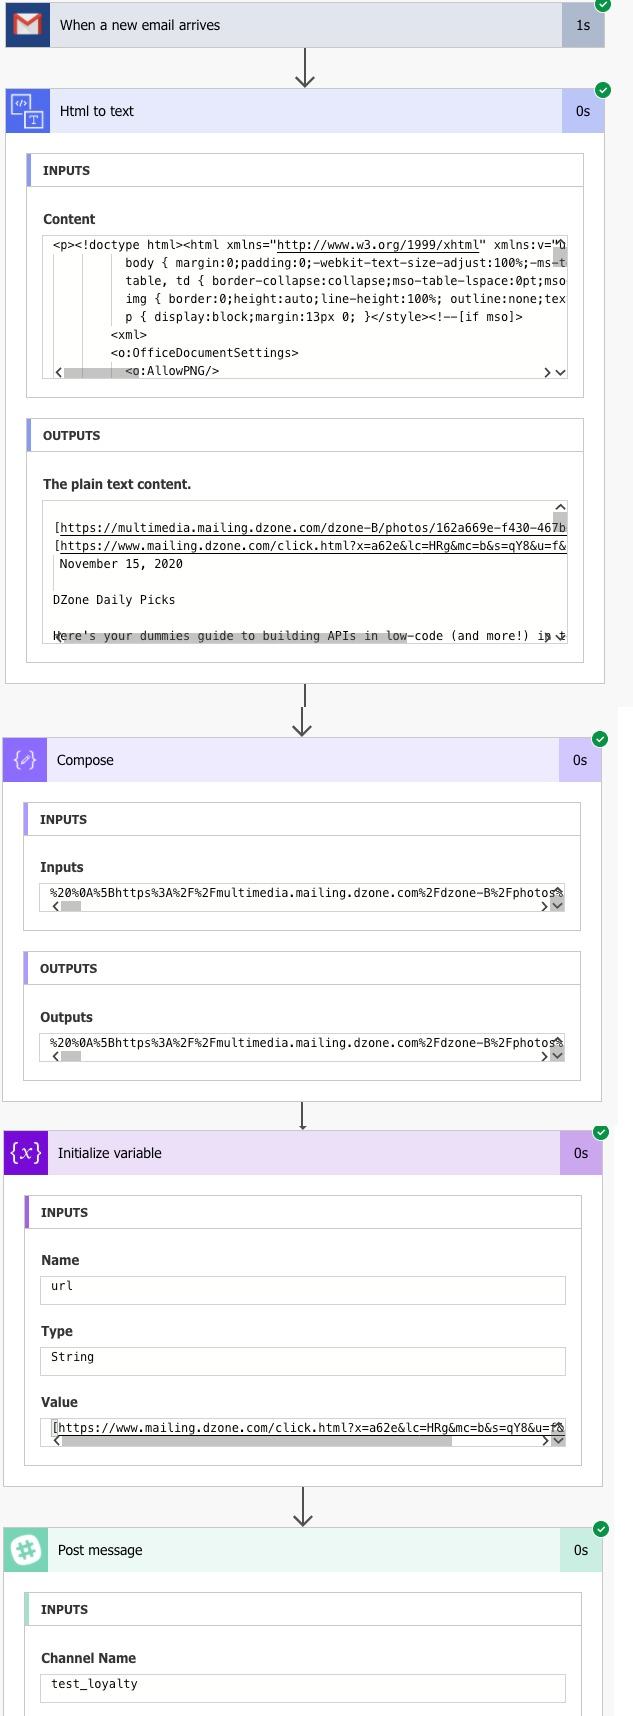 When a new email arrives
1s
Html to text
0s
INPUTS
Content
<p><!doctype html><html xmlns="http://www.w3.org/1999/xhtml" xmlns:v="
body { margin:0;padding:0;-webkit-text-size-adjust:100%;-ms-t
table, td { border-collapse:collapse;mso-table-lspace:0pt;mso
img { border:0;height:auto;line-height:100%; outline:none;tex
p { display:block;margin:13px 0; }</style><!--[if mso]>
<xml>
<o:OfficeDocumentSettings>
<o:AllowPNG/>
OUTPUTS
The plain text content.
[https://multimedia.mailing.dzone.com/dzone-B/photos/162a669e-f430-467b
[https://www.mailing.dzone.com/click.html?x=a62e&lc=HRg&mc=b&s=qY8&u=f&
November 15, 2020
DZone Daily Picks
Here's your dummies guide to building APIs in low-code (and more!) in
Compose
0s
INPUTS
Inputs
%20%0A%5Bhttps%3A%2F%2Fmultimedia.mailing.dzone.com%2Fdzone-B%2Fphotos%
OUTPUTS
Outputs
%20%0A%5Bhttps%3A%2F%2Fmultimedia.mailing.dzone.com%2Fdzone-B%2Fphotos%
{x} Initialize variable
0s
INPUTS
Name
url
Type
String
Value
[https://www.mailing.dzone.com/click.html?x=a62e&lc=HRg&mc=b&s=qY8&u=f&
Post message
0s
INPUTS
Channel Name
test_loyalty